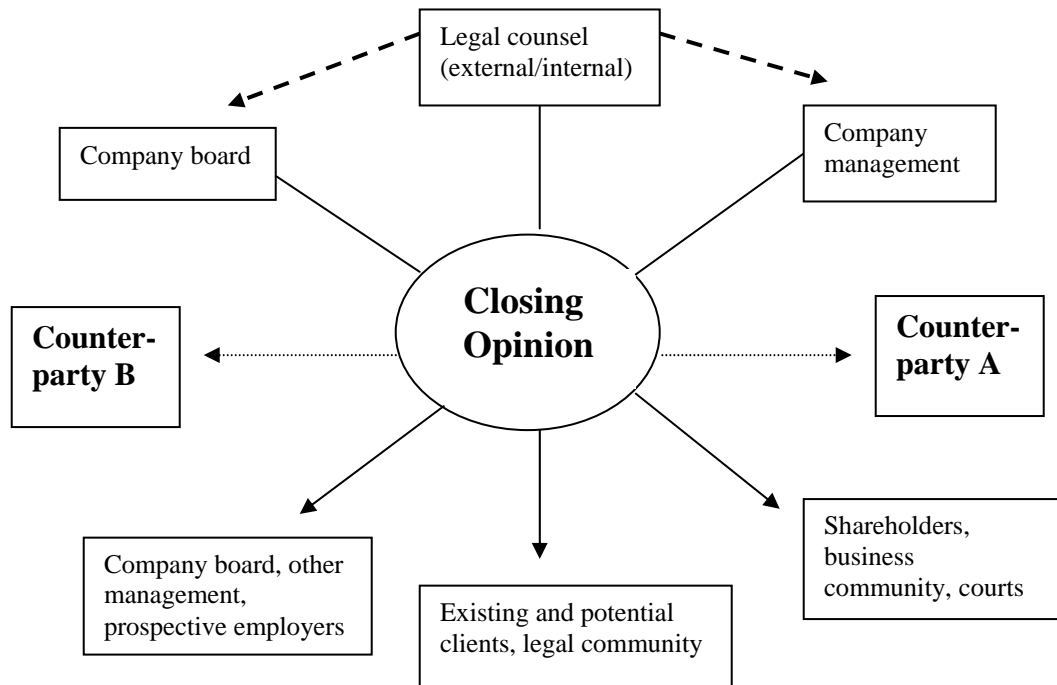 Legal counsel
(external/internal)
Company board
Company
management
Closing
Opinion
Counter-
party B
Counter-
party A
Company board, other
management,
prospective employers
Existing and potential
clients, legal community
Shareholders,
business
community, courts